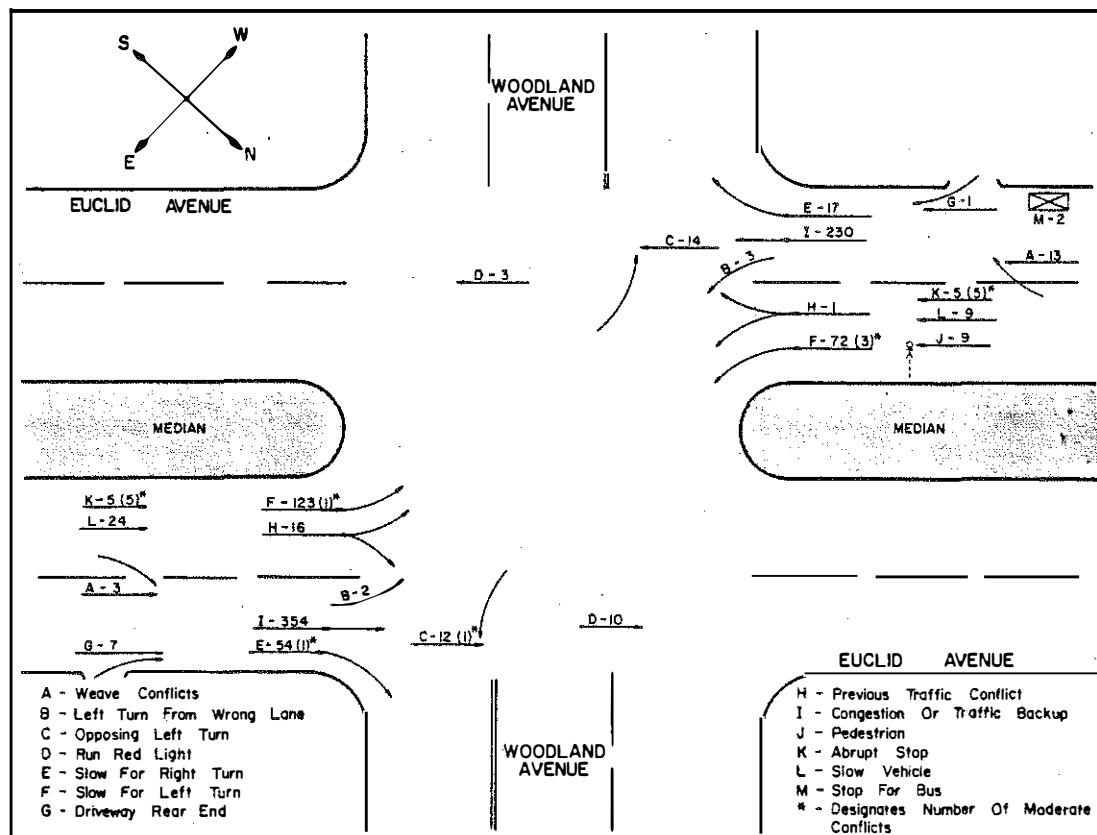 S
W
E
N
WOODLAND
AVENUE
EUCLID AVENUE
E-17
G-1
M-2
I-230
C-14
B-3
A-13
D-3
K-5(5)*
H-1
L-9
F-72(3)*
J-9
MEDIAN
MEDIAN
K-5(5)*
F-123(1)*
L-24
H-16
A-3
B-2
I-354
D-10
G-7
E-54(1)*
C-12(1)*
EUCLID AVENUE
A - Weave Conflicts
B - Left Turn From Wrong Lane
C - Opposing Left Turn
D - Run Red Light
E - Slow For Right Turn
F - Slow For Left Turn
G - Driveway Rear End
WOODLAND
AVENUE
H - Previous Traffic Conflict
I - Congestion Or Traffic Backup
J - Pedestrian
K - Abrupt Stop
L - Slow Vehicle
M - Stop For Bus
* - Designates Number Of Moderate
Conflicts